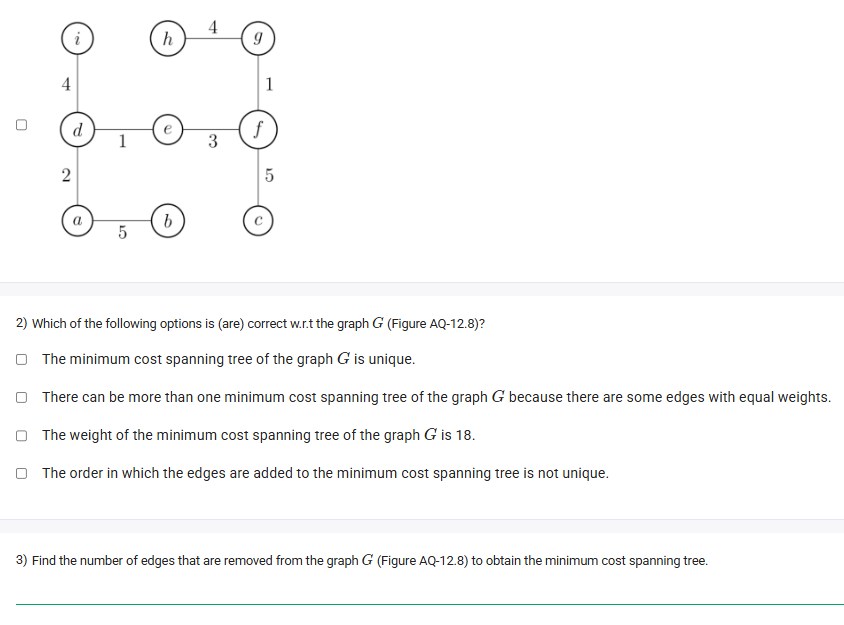 i h 4 g
4 1
d 1 e 3 f
2 5
a 5 b c
2) Which of the following options is (are) correct w.r.t the graph G (Figure AQ-12.8)?
The minimum cost spanning tree of the graph G is unique.
There can be more than one minimum cost spanning tree of the graph G because there are some edges with equal weights.
The weight of the minimum cost spanning tree of the graph G is 18.
The order in which the edges are added to the minimum cost spanning tree is not unique.
3) Find the number of edges that are removed from the graph G (Figure AQ-12.8) to obtain the minimum cost spanning tree.